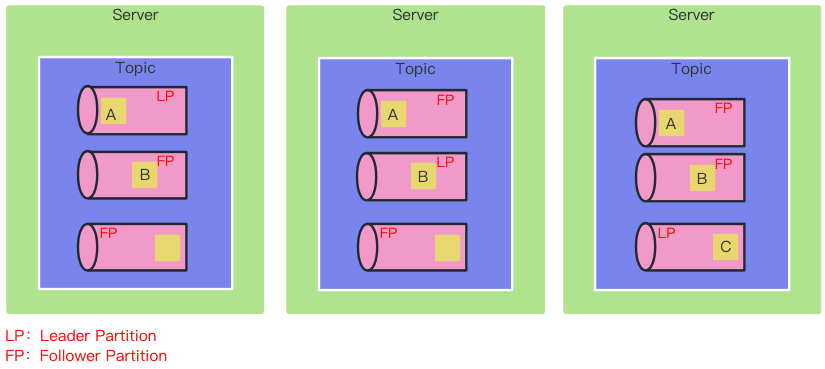 Server
Server
Server
Topic
Topic
Topic
LP
A
FP
A
FP
A
FP
B
LP
B
FP
B
FP
FP
LP
C
LP：Leader Partition
FP：Follower Partition